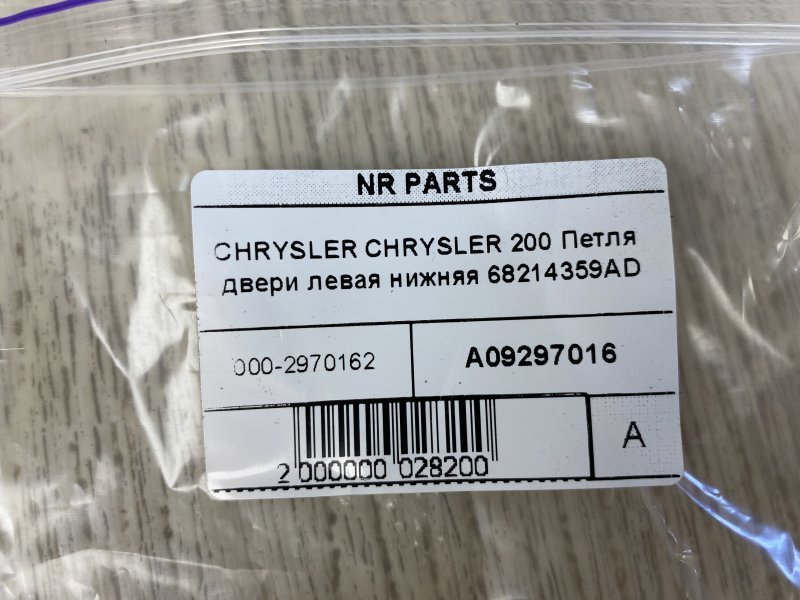 NR PARTS
CHRYSLER CHRYSLER 200 Петля
двери левая нижняя 68214359AD
000-2970162
A09297016
2 000000 028200
A